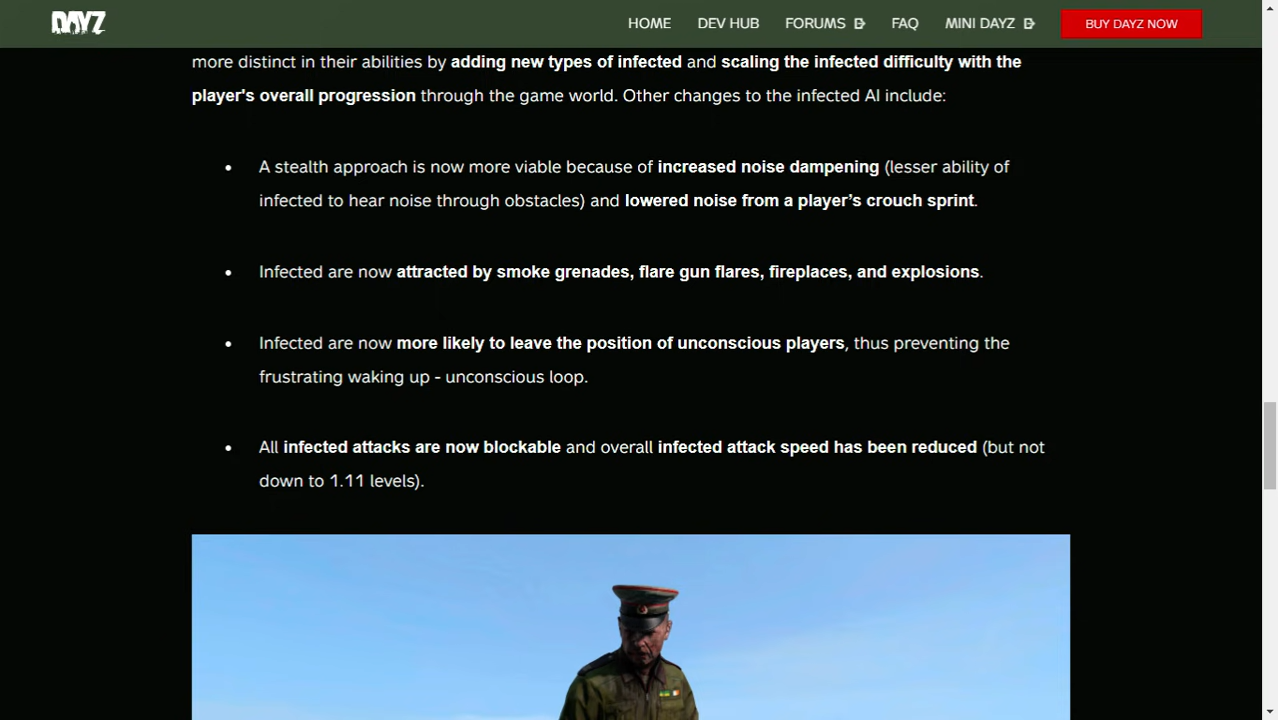 DAYZ
HOME DEV HUB FORUMS FAQ MINI DAYZ BUY DAYZ NOW
more distinct in their abilities by adding new types of infected and scaling the infected difficulty with the
player's overall progression through the game world. Other changes to the infected AI include:
• A stealth approach is now more viable because of increased noise dampening (lesser ability of
infected to hear noise through obstacles) and lowered noise from a player’s crouch sprint.
• Infected are now attracted by smoke grenades, flare gun flares, fireplaces, and explosions.
• Infected are now more likely to leave the position of unconscious players, thus preventing the
frustrating waking up - unconscious loop.
• All infected attacks are now blockable and overall infected attack speed has been reduced (but not
down to 1.11 levels).